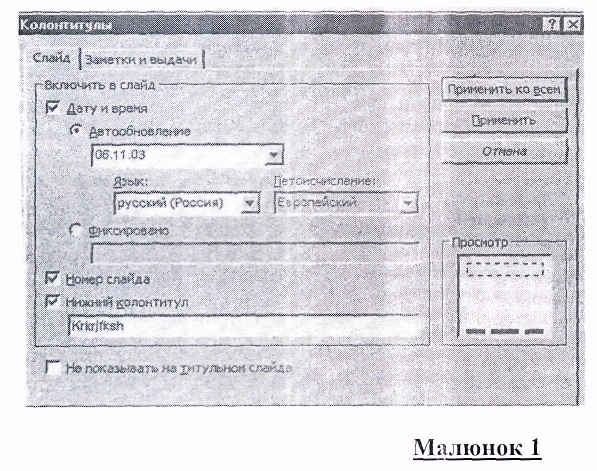 Колонтитулы
Слайд Заметки и выдачи
Включить в слайд
Дату и время
Автообновление
06.11.03
Язык: Летоисчисление:
русский (Россия) Европейский
Фиксировано
Номер слайда
Нижний колонтитул
Krkrjfksh
Не показывать на титульном слайде
Применить ко всем
Применить
Отмена
Просмотр
Малюнок 1